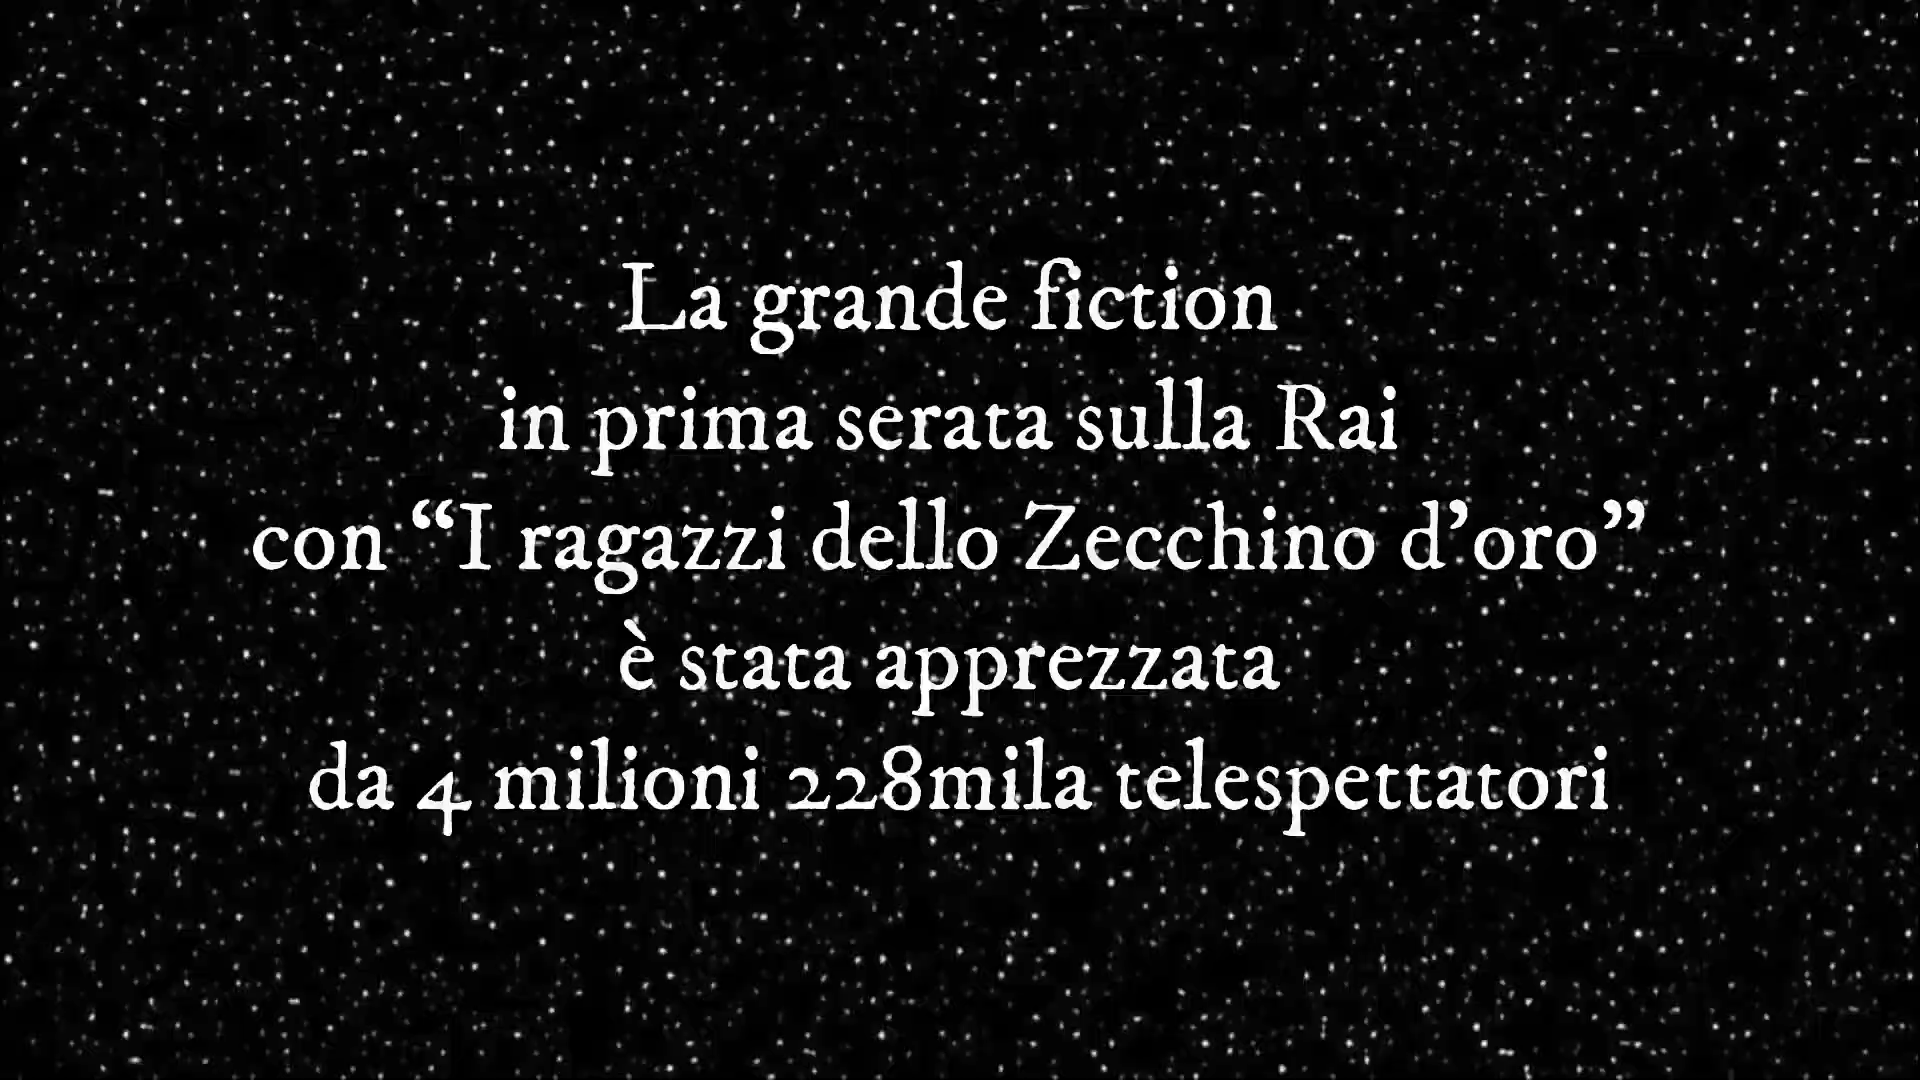 La grande fiction
in prima serata sulla Rai
con “I ragazzi dello Zecchino d’oro”
è stata apprezzata
da 4 milioni 228mila telespettatori